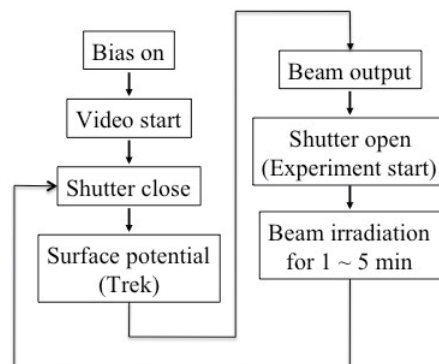 Bias on
Video start
Shutter close
Surface potential
(Trek)
Beam output
Shutter open
(Experiment start)
Beam irradiation
for 1 ~ 5 min